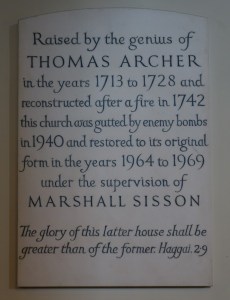 Raised by the genius of
THOMAS ARCHER
in the years 1713 to 1728 and
reconstructed after a fire in 1742
this church was gutted by enemy bombs
in 1940 and restored to its original
form in the years 1964 to 1969
under the supervision of
MARSHALL SISSON
The glory of this latter house shall be
greater than of the former. Haggai. 2·9